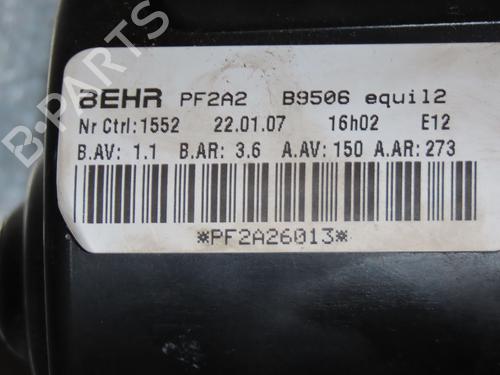 BEHR PF2A2 B9506 equil2
Nr Ctrl:1552 22.01.07 16h02 E12
B.AV: 1.1 B.AR: 3.6 A.AV: 150 A.AR: 273
*PF2A26013*
B-PARTS